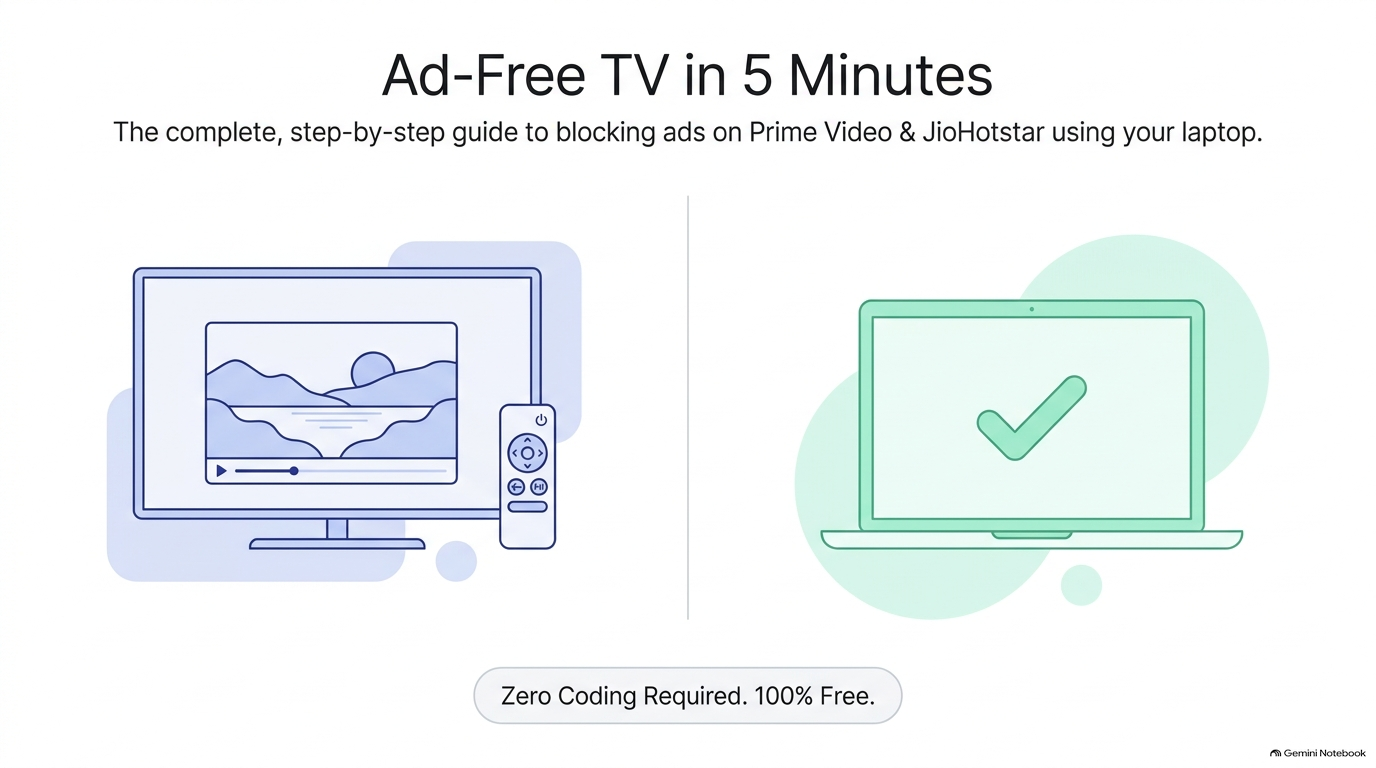 Ad-Free TV in 5 Minutes
The complete, step-by-step guide to blocking ads on Prime Video & JioHotstar using your laptop.
Zero Coding Required. 100% Free.
Gemini Notebook